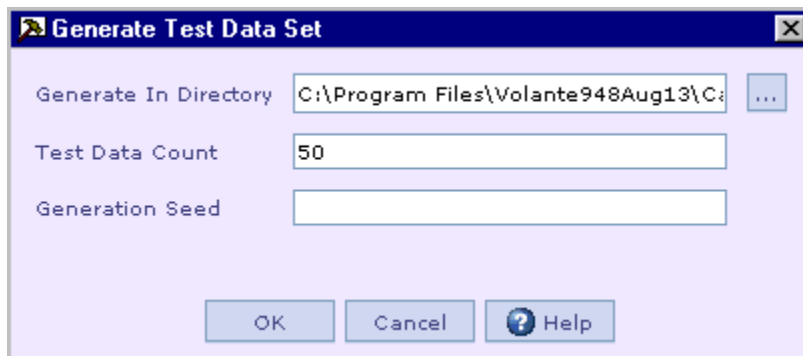 Generate Test Data Set
Generate In Directory C:\Program Files\Volante948Aug13\Ca ...
Test Data Count 50
Generation Seed
OK Cancel Help